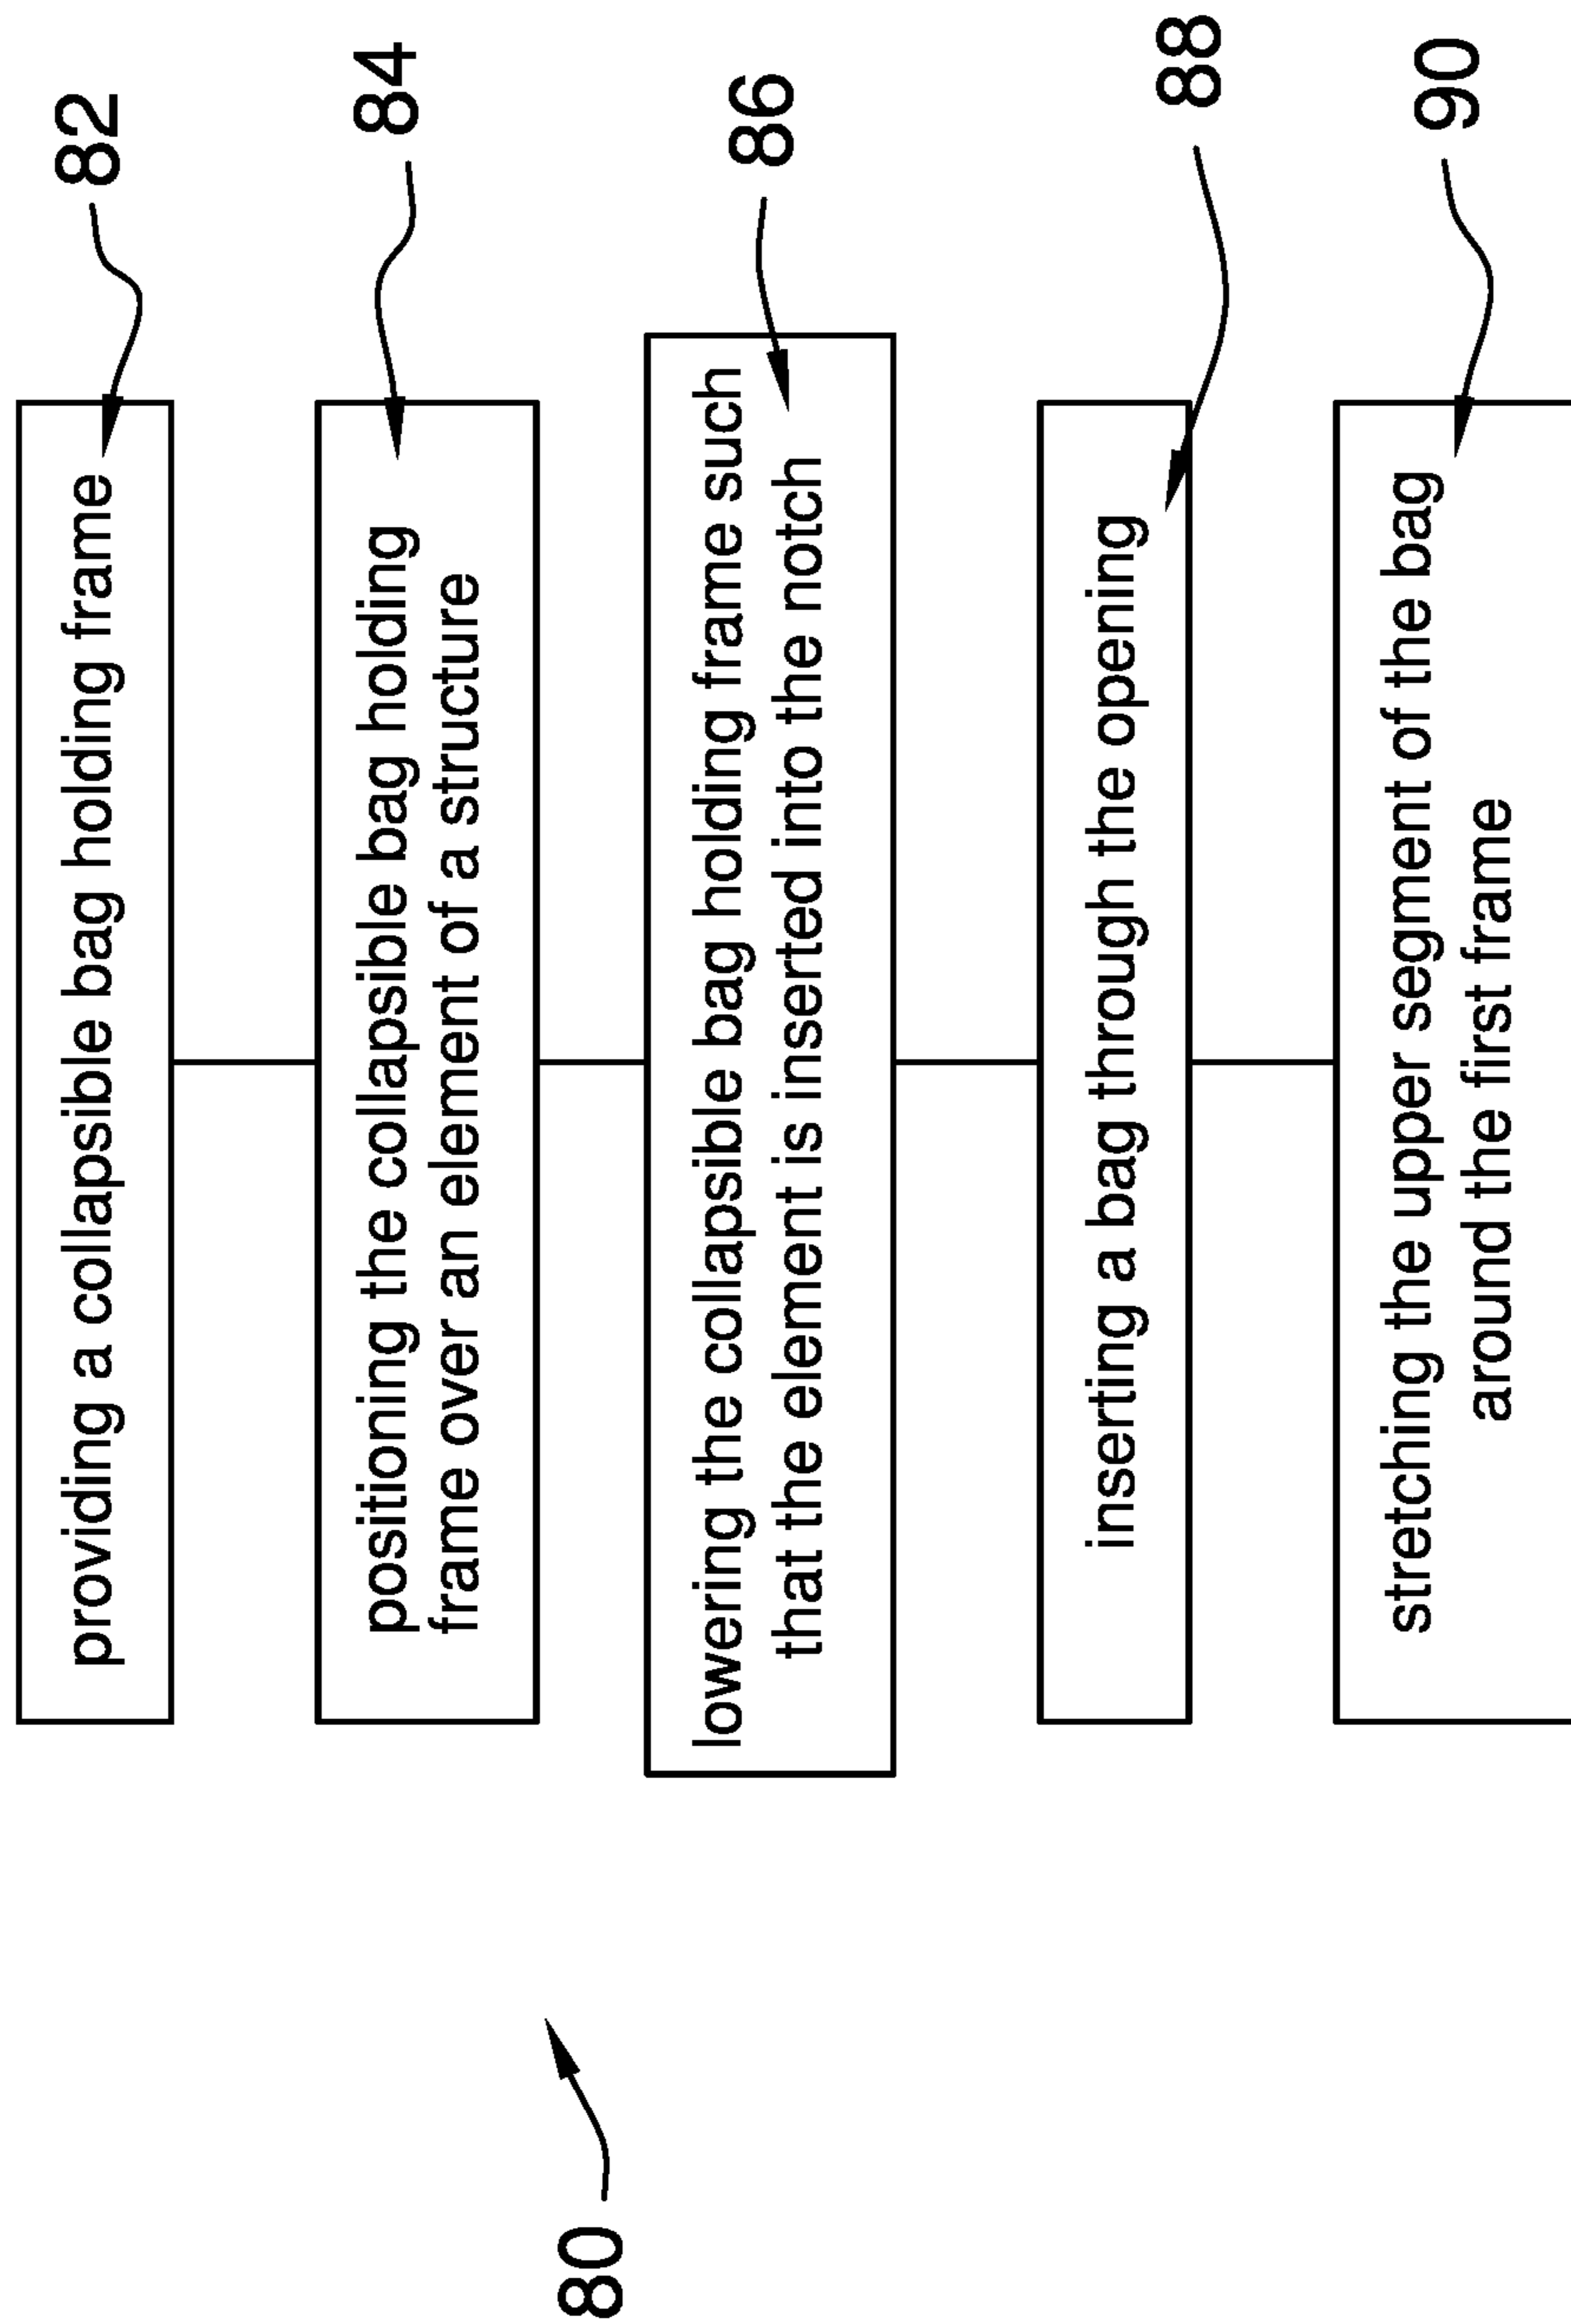 80
providing a collapsible bag holding frame
82
positioning the collapsible bag holding
frame over an element of a structure
84
lowering the collapsible bag holding frame such
that the element is inserted into the notch
86
inserting a bag through the opening
88
stretching the upper segment of the bag
around the first frame
90